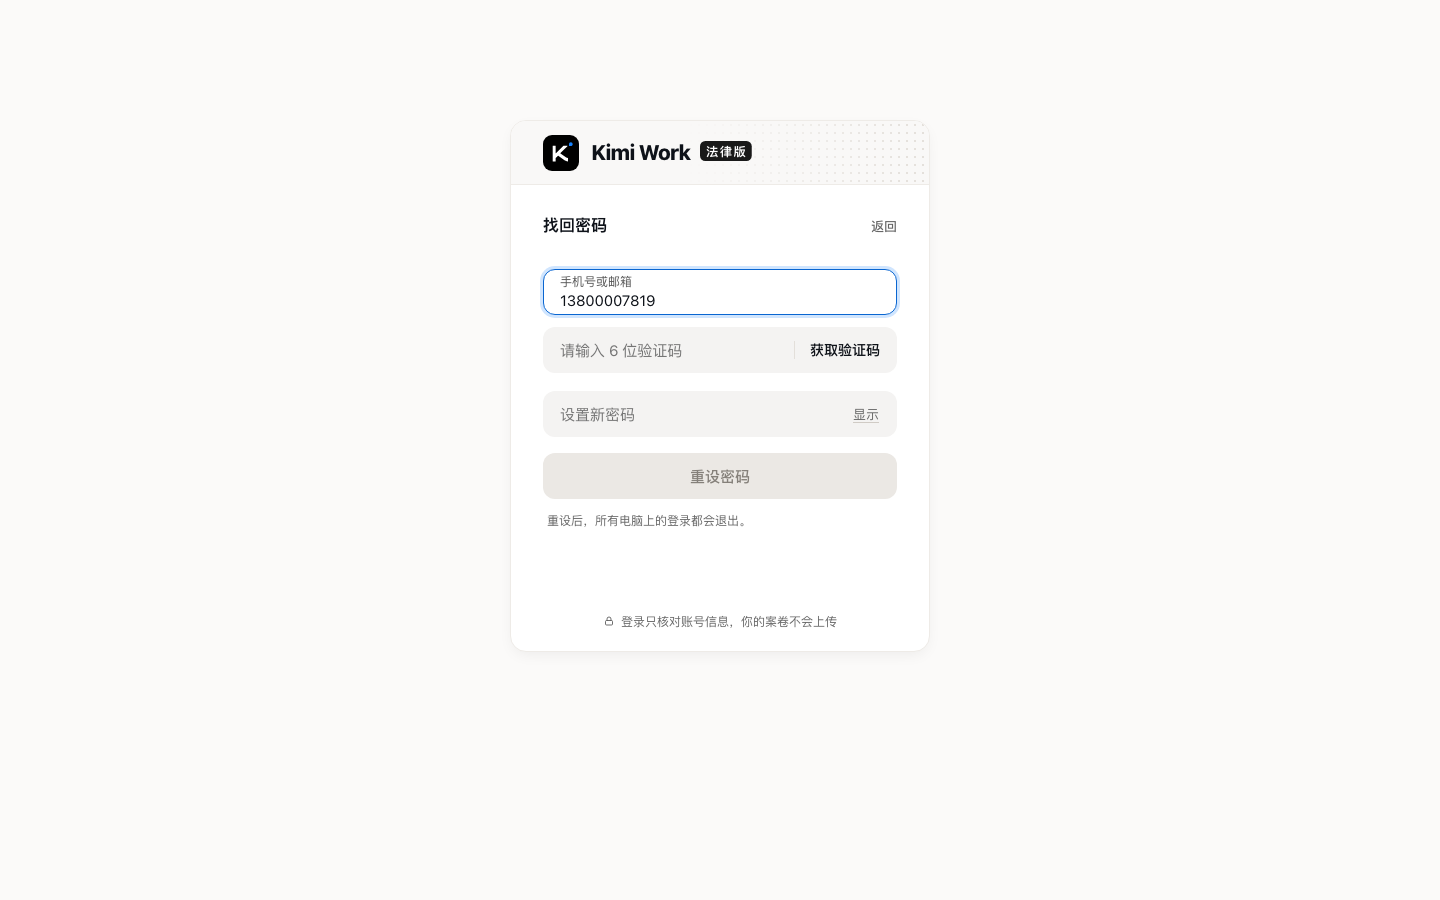 Kimi Work 法律版
找回密码 返回
手机号或邮箱
13800007819
请输入 6 位验证码 获取验证码
设置新密码 显示
重设密码
重设后，所有电脑上的登录都会退出。
登录只核对账号信息，你的案卷不会上传